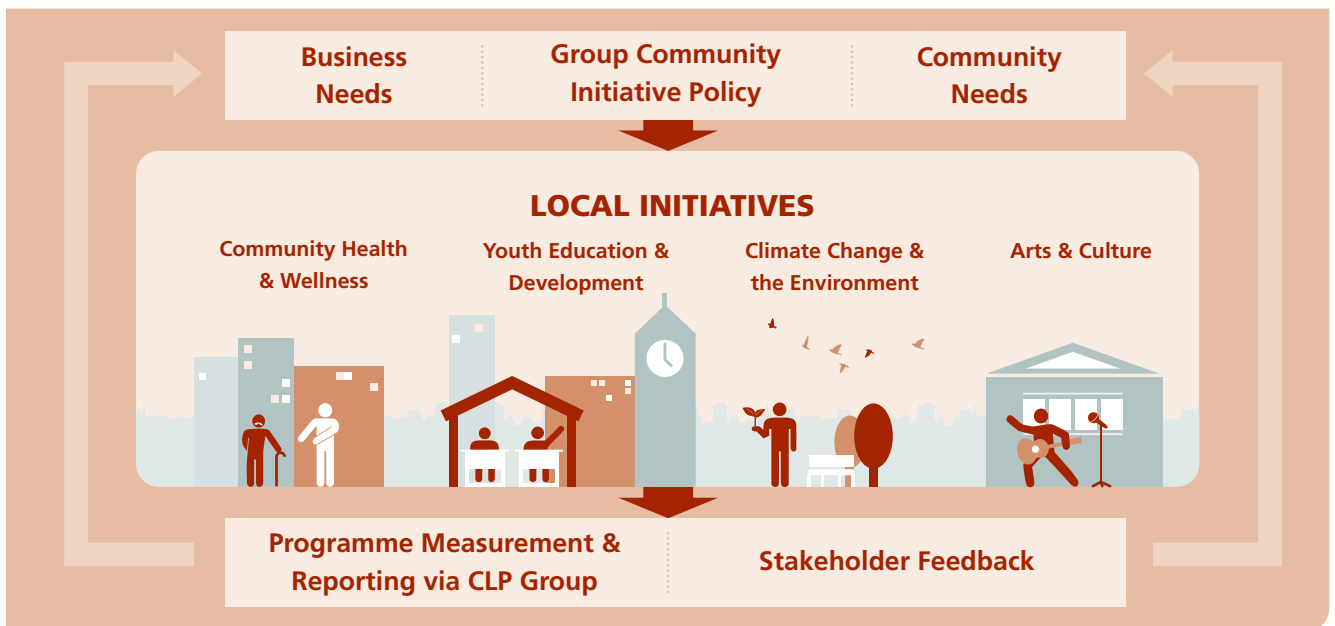 Business
Needs
Group Community
Initiative Policy
Community
Needs
LOCAL INITIATIVES
Community Health
& Wellness
Youth Education &
Development
Climate Change &
the Environment
Arts & Culture
Programme Measurement &
Reporting via CLP Group
Stakeholder Feedback